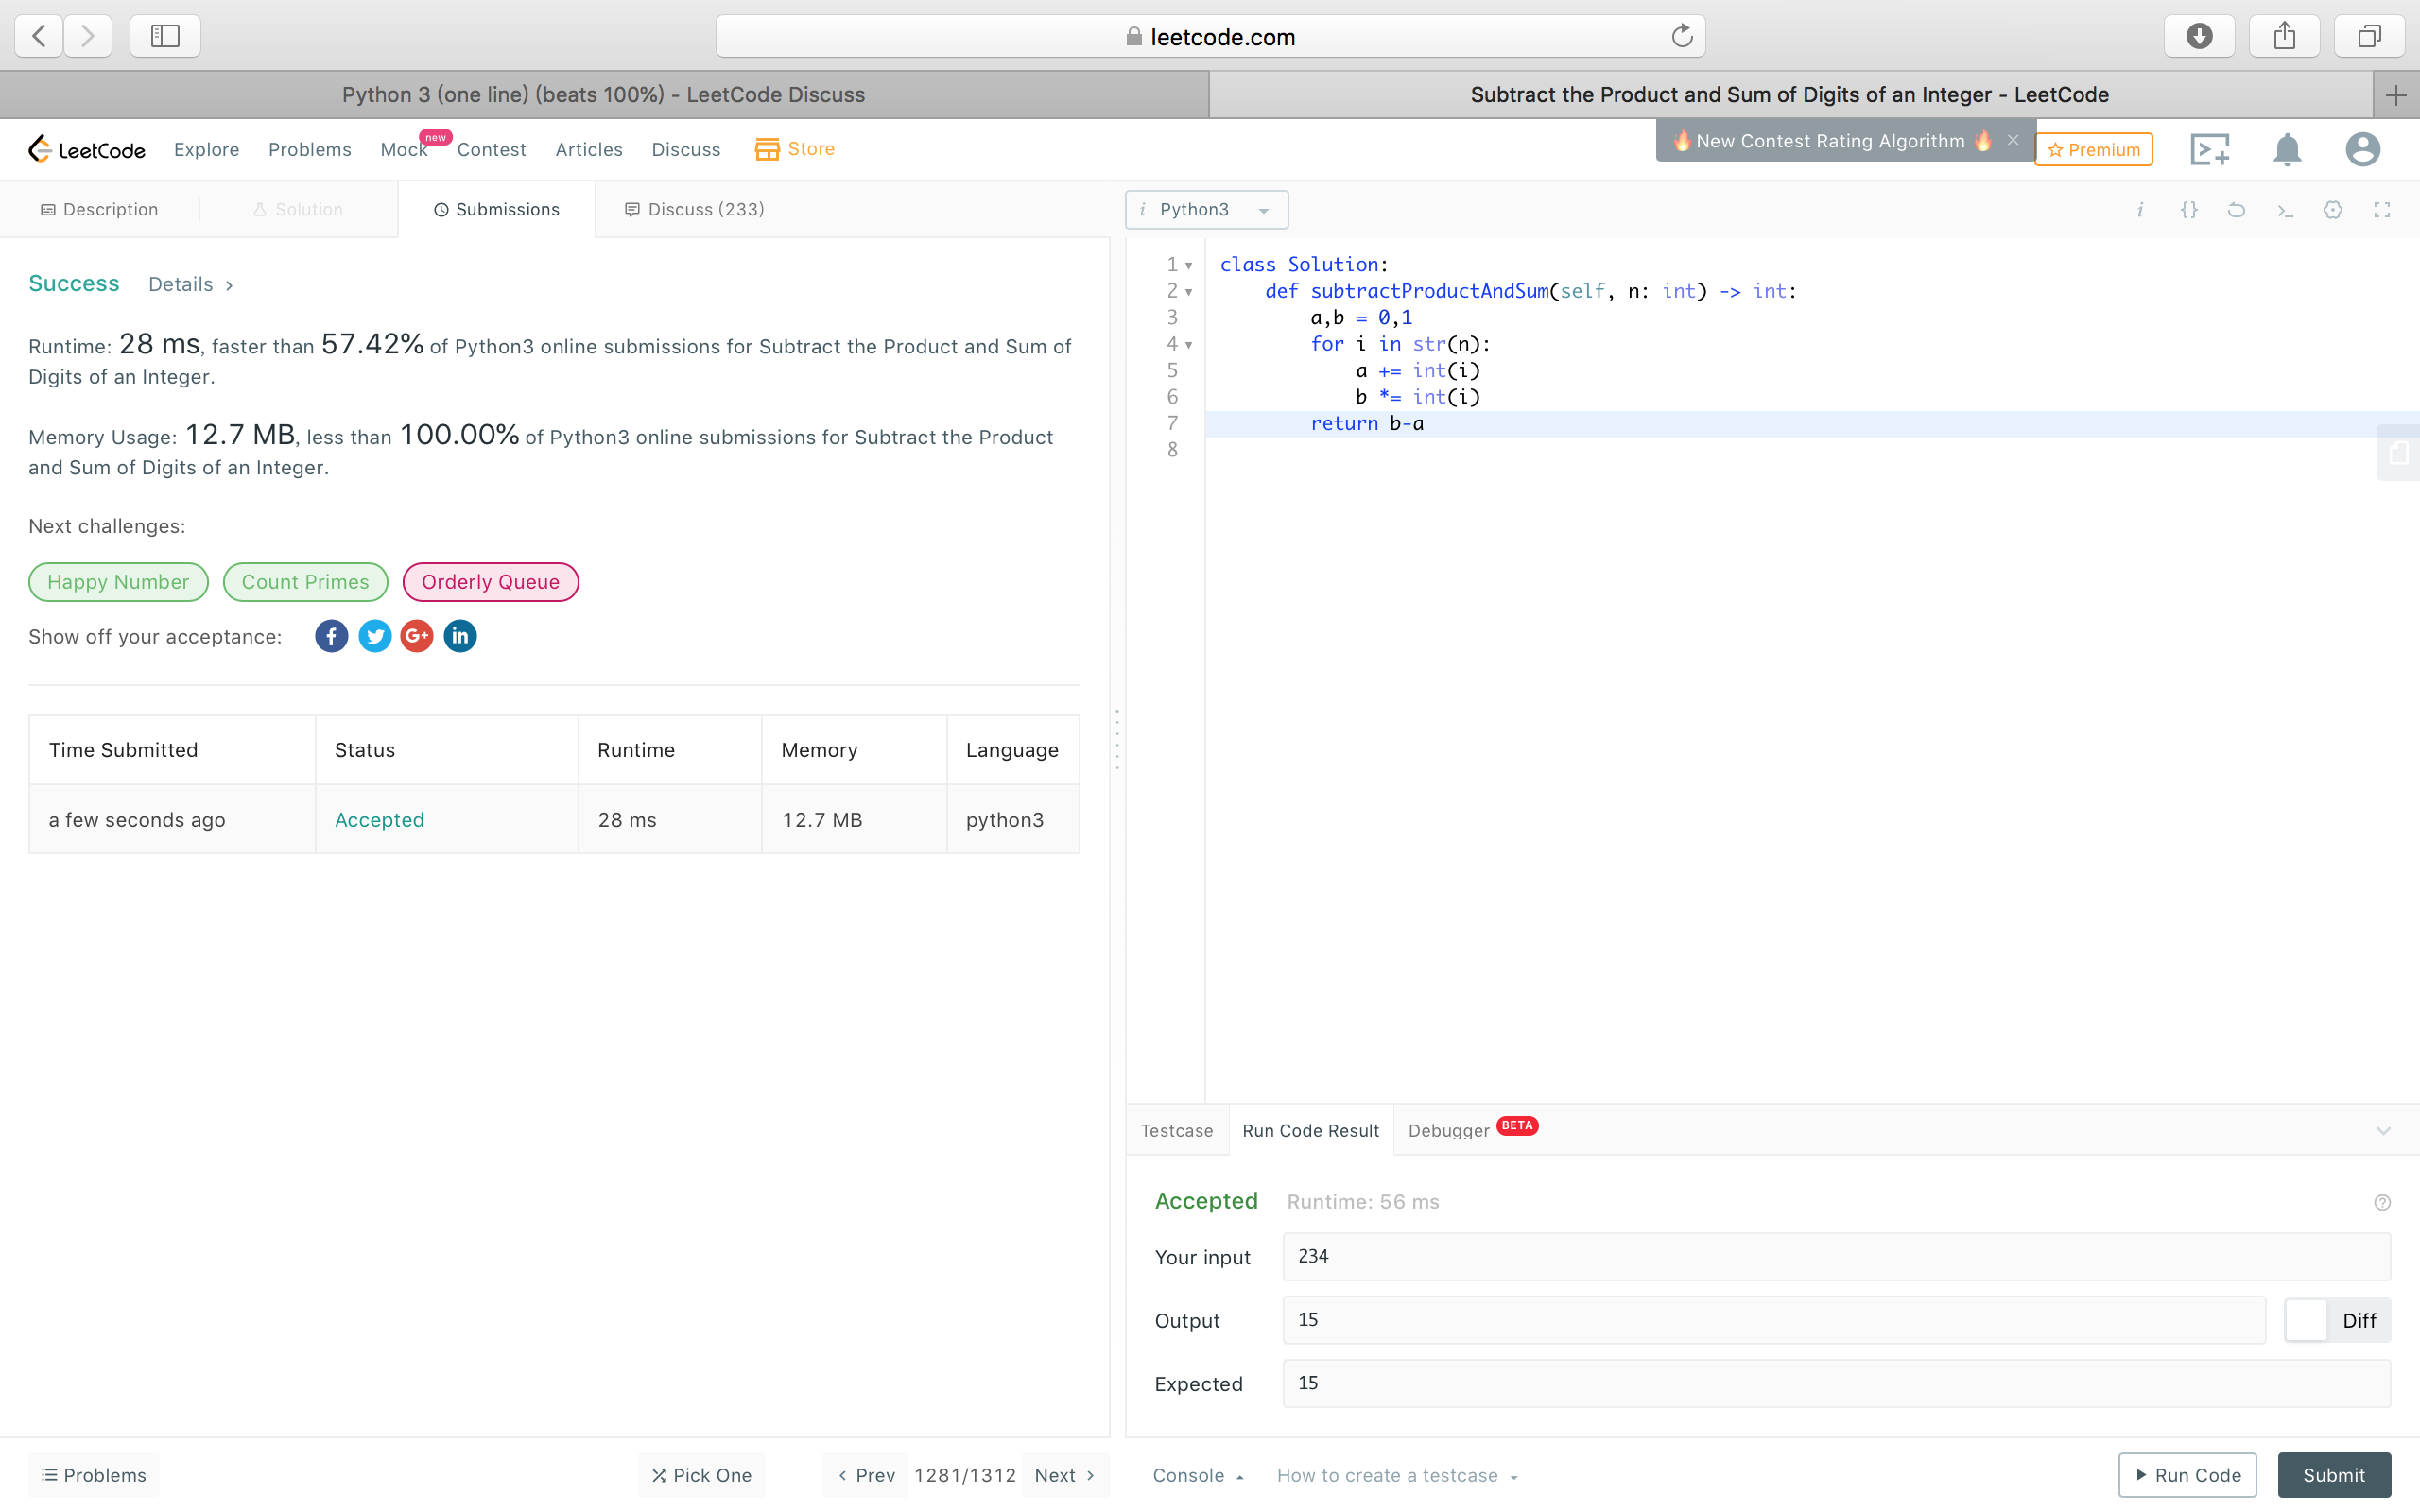 leetcode.com
Python 3 (one line) (beats 100%) - LeetCode Discuss
Subtract the Product and Sum of Digits of an Integer - LeetCode
LeetCode
Explore
Problems
Mock
new
Contest
Articles
Discuss
Store
🔥New Contest Rating Algorithm 🔥 ×
Premium
Description
Solution
Submissions
Discuss (233)
i Python3
i {} >_
Success Details >
Runtime: 28 ms, faster than 57.42% of Python3 online submissions for Subtract the Product and Sum of
Digits of an Integer.
Memory Usage: 12.7 MB, less than 100.00% of Python3 online submissions for Subtract the Product
and Sum of Digits of an Integer.
Next challenges:
Happy Number
Count Primes
Orderly Queue
Show off your acceptance:
f G+ in
Time Submitted Status Runtime Memory Language
a few seconds ago Accepted 28 ms 12.7 MB python3
1 class Solution:
2     def subtractProductAndSum(self, n: int) -> int:
3         a,b = 0,1
4         for i in str(n):
5             a += int(i)
6             b *= int(i)
7         return b-a
8
Testcase
Run Code Result
Debugger BETA
Accepted Runtime: 56 ms
?
Your input 234
Output 15 Diff
Expected 15
Problems
Pick One
< Prev 1281/1312 Next >
Console
How to create a testcase
Run Code
Submit